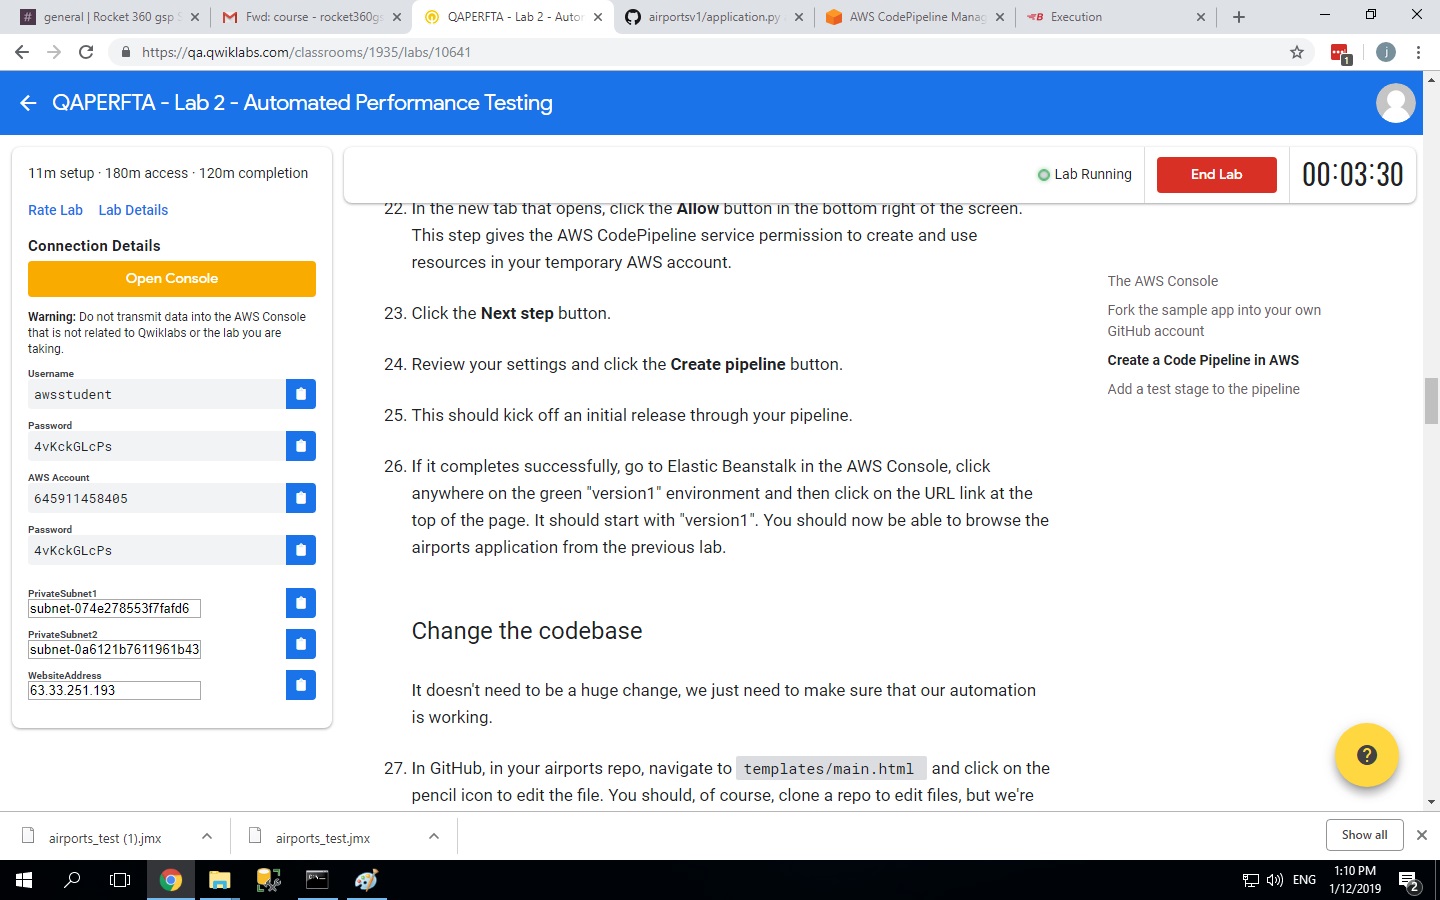 general | Rocket 360 gsp
Fwd: course - rocket360gs
QAPERFTA - Lab 2 - Auto
airportsv1/application.py
AWS CodePipeline Manag
Execution
https://qa.qwiklabs.com/classrooms/1935/labs/10641
1
j
QAPERFTA - Lab 2 - Automated Performance Testing
11m setup · 180m access · 120m completion
Rate Lab Lab Details
Connection Details
Open Console
Warning: Do not transmit data into the AWS Console
that is not related to Qwiklabs or the lab you are
taking.
Username
awsstudent
Password
4vKckGLcPs
AWS Account
645911458405
Password
4vKckGLcPs
PrivateSubnet1
subnet-074e278553f7fafd6
PrivateSubnet2
subnet-0a6121b7611961b43
WebsiteAddress
63.33.251.193
Lab Running
End Lab
00:03:30
22. In the new tab that opens, click the Allow button in the bottom right of the screen.
This step gives the AWS CodePipeline service permission to create and use
resources in your temporary AWS account.
23. Click the Next step button.
24. Review your settings and click the Create pipeline button.
25. This should kick off an initial release through your pipeline.
26. If it completes successfully, go to Elastic Beanstalk in the AWS Console, click
anywhere on the green "version1" environment and then click on the URL link at the
top of the page. It should start with "version1". You should now be able to browse the
airports application from the previous lab.
Change the codebase
It doesn't need to be a huge change, we just need to make sure that our automation
is working.
27. In GitHub, in your airports repo, navigate to templates/main.html and click on the
pencil icon to edit the file. You should, of course, clone a repo to edit files, but we're
The AWS Console
Fork the sample app into your own
GitHub account
Create a Code Pipeline in AWS
Add a test stage to the pipeline
airports_test (1).jmx
airports_test.jmx
Show all
ENG
1:10 PM
1/12/2019
2